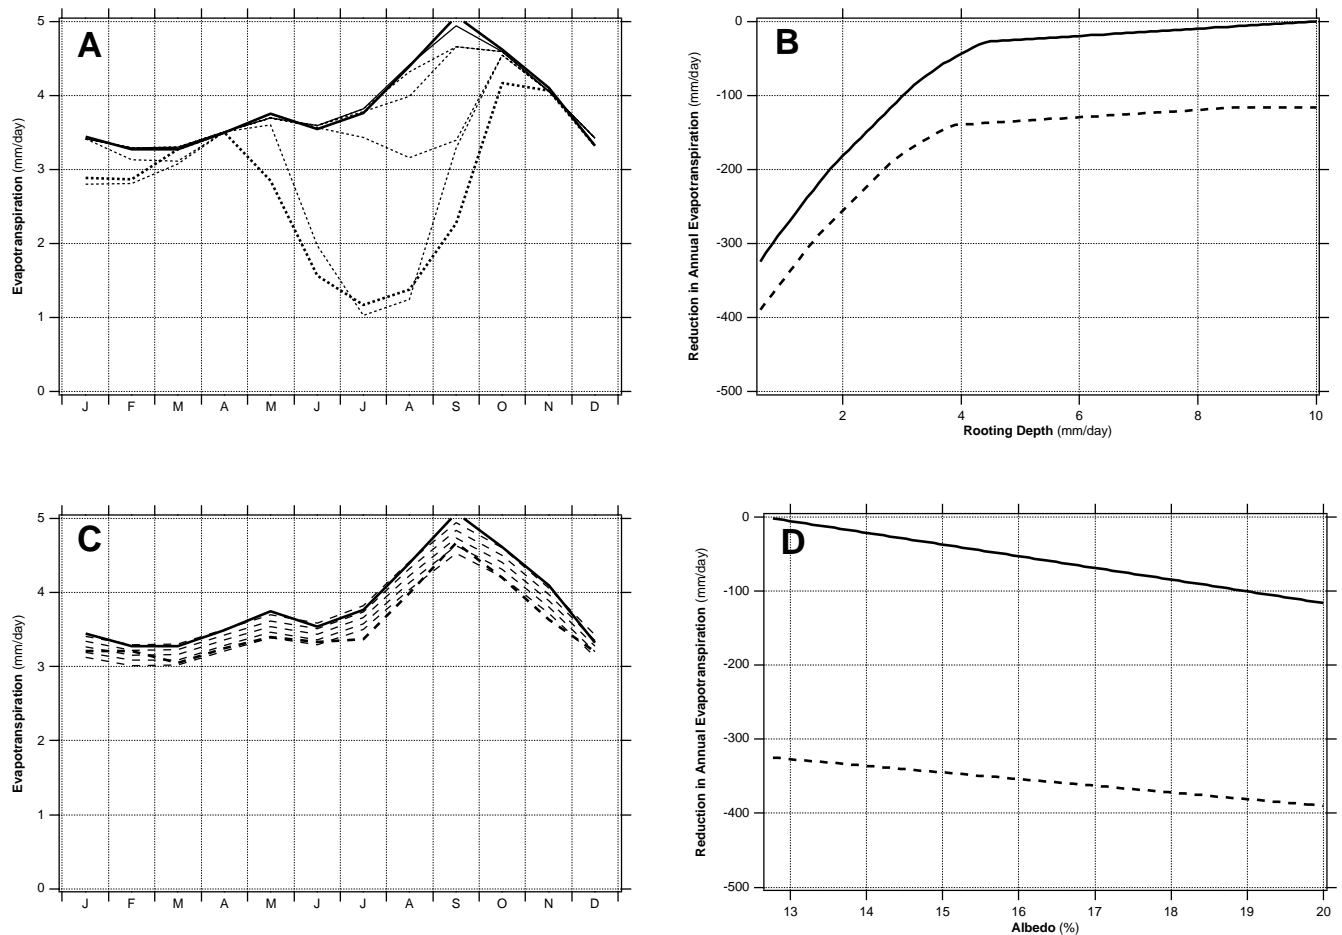 A
Evapotranspiration (mm/day)
5
4
3
2
1
0
J F M A M J J A S O N D
B
Reduction in Annual Evapotranspiration (mm/day)
0
-100
-200
-300
-400
-500
2 4 6 8 10
Rooting Depth (mm/day)
C
Evapotranspiration (mm/day)
5
4
3
2
1
0
J F M A M J J A S O N D
D
Reduction in Annual Evapotranspiration (mm/day)
0
-100
-200
-300
-400
-500
13 14 15 16 17 18 19 20
Albedo (%)